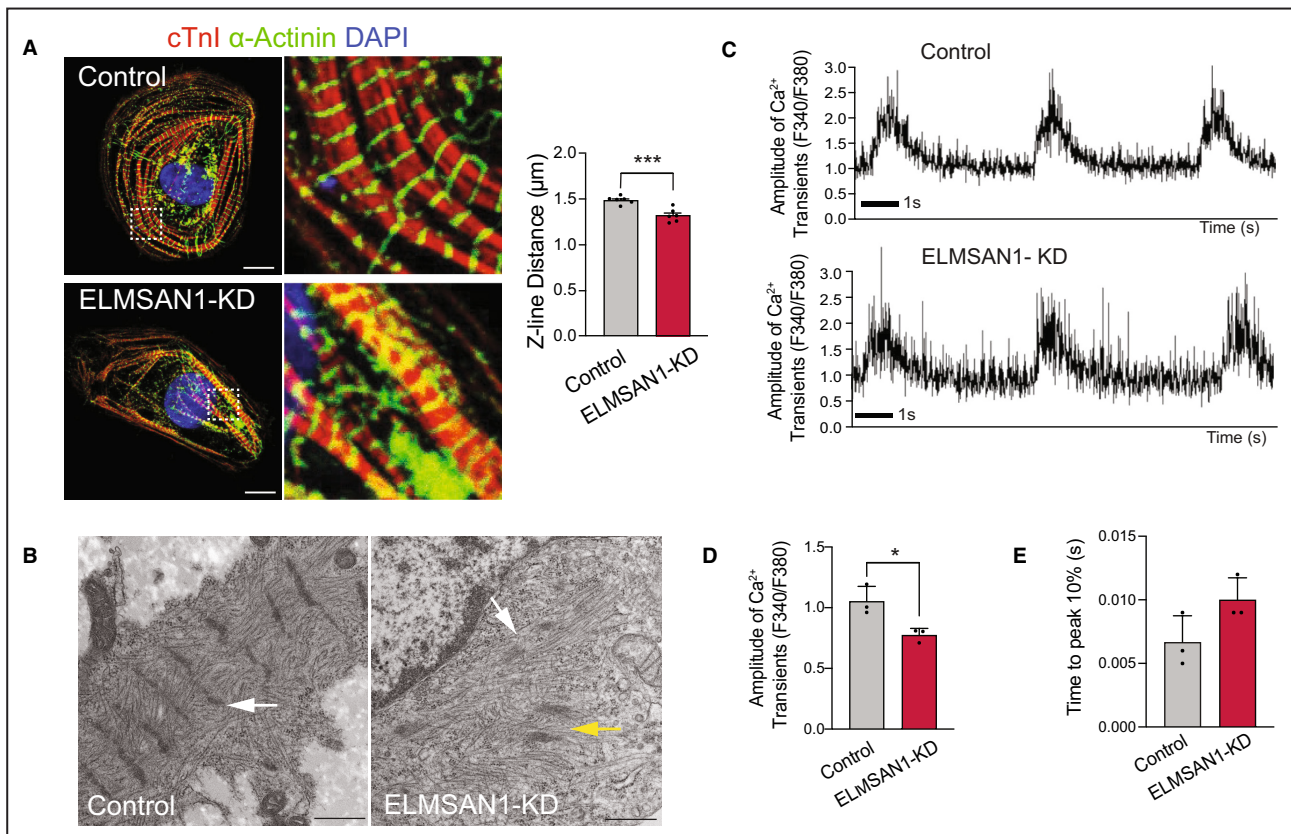 A
cTnI α-Actinin DAPI
Control
ELMSAN1-KD
Z-line Distance (µm)
2.0
1.5
1.0
0.5
0.0
***
Control
ELMSAN1-KD
B
Control
ELMSAN1-KD
C
Control
Amplitude of Ca²⁺
Transients (F340/F380)
3.0
2.5
2.0
1.5
1.0
0.5
0.0
1s
Time (s)
ELMSAN1- KD
Amplitude of Ca²⁺
Transients (F340/F380)
3.0
2.5
2.0
1.5
1.0
0.5
0.0
1s
Time (s)
D
Amplitude of Ca²⁺
Transients (F340/F380)
1.5
1.0
0.5
0.0
*
Control
ELMSAN1-KD
E
Time to peak 10% (s)
0.015
0.010
0.005
0.000
Control
ELMSAN1-KD